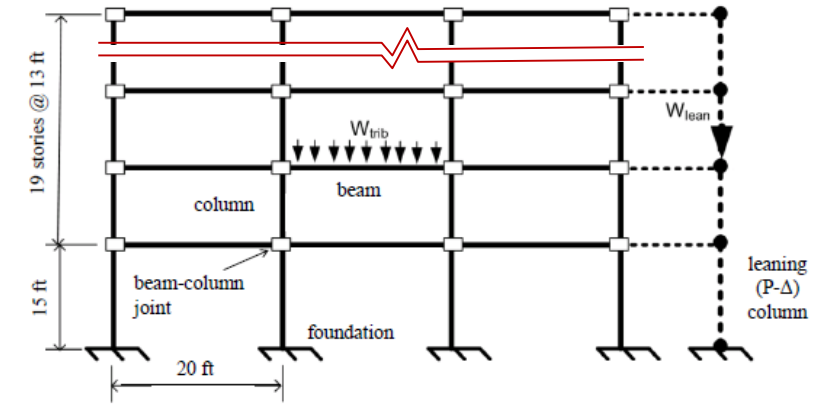 19 stories @ 13 ft
W_lean
W_trib
beam
column
15 ft
beam-column
joint
foundation
leaning
(P-Δ)
column
20 ft